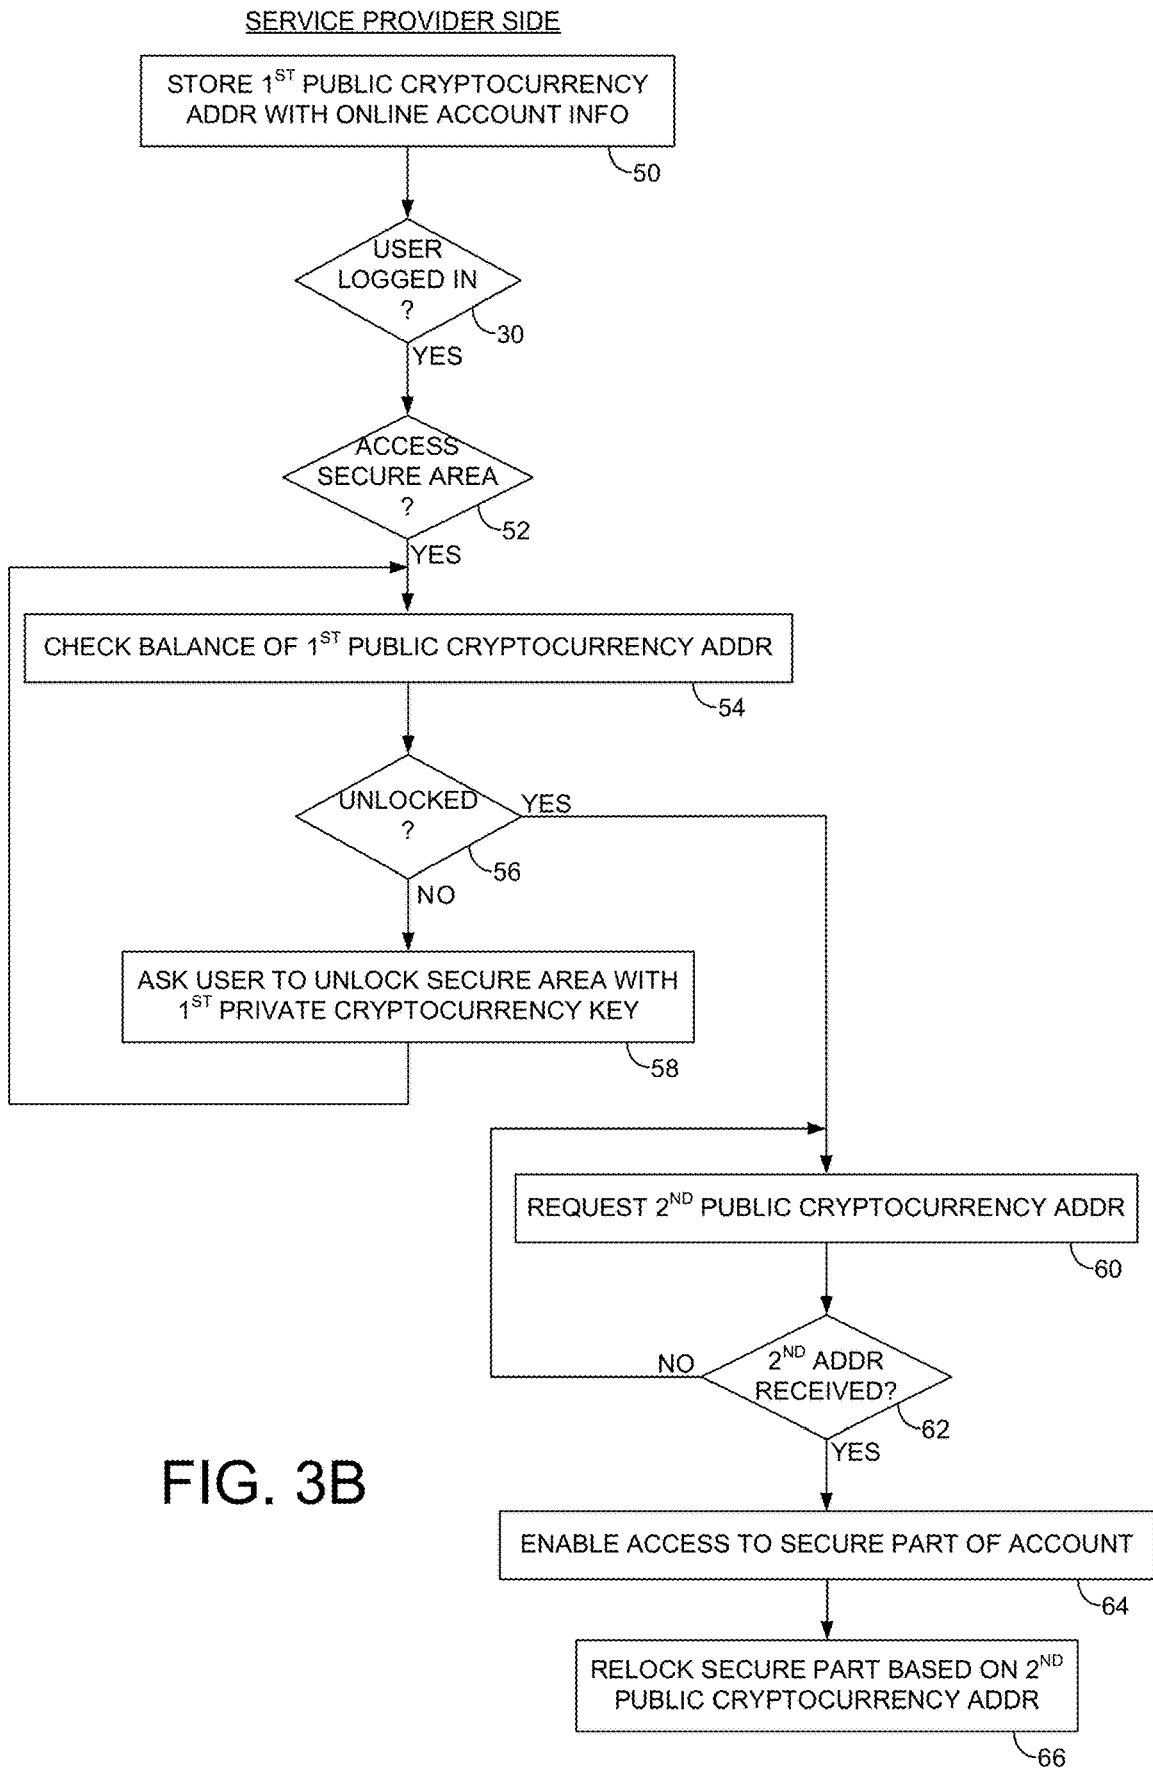 SERVICE PROVIDER SIDE
STORE 1ST PUBLIC CRYPTOCURRENCY
ADDR WITH ONLINE ACCOUNT INFO
50
USER
LOGGED IN
?
30
YES
ACCESS
SECURE AREA
?
52
YES
CHECK BALANCE OF 1ST PUBLIC CRYPTOCURRENCY ADDR
54
UNLOCKED
?
YES
56
NO
ASK USER TO UNLOCK SECURE AREA WITH
1ST PRIVATE CRYPTOCURRENCY KEY
58
REQUEST 2ND PUBLIC CRYPTOCURRENCY ADDR
60
NO
2ND ADDR
RECEIVED?
62
YES
FIG. 3B
ENABLE ACCESS TO SECURE PART OF ACCOUNT
64
RELOCK SECURE PART BASED ON 2ND
PUBLIC CRYPTOCURRENCY ADDR
66